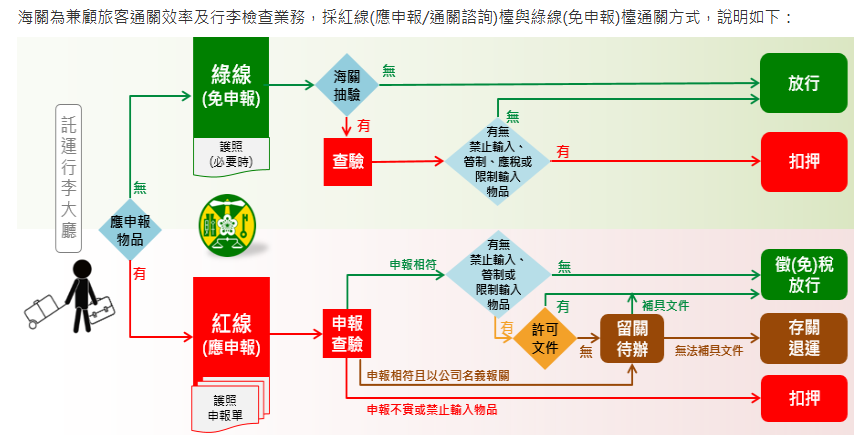 海關為兼顧旅客通關效率及行李檢查業務，採紅線(應申報/通關諮詢)檯與綠線(免申報)檯通關方式，說明如下：
託運行李大廳
應申報
物品
無
有
綠線
(免申報)
護照
(必要時)
海關
抽驗
無
有
查驗
有無
禁止輸入、
管制、應稅或
限制輸入
物品
無
有
放行
扣押
紅線
(應申報)
護照
申報單
申報
查驗
申報相符
有無
禁止輸入、
管制或
限制輸入
物品
無
有
許可
文件
有
無
留關
待辦
補具文件
無法補具文件
申報相符且以公司名義報關
申報不實或禁止輸入物品
徵(免)稅
放行
存關
退運
扣押